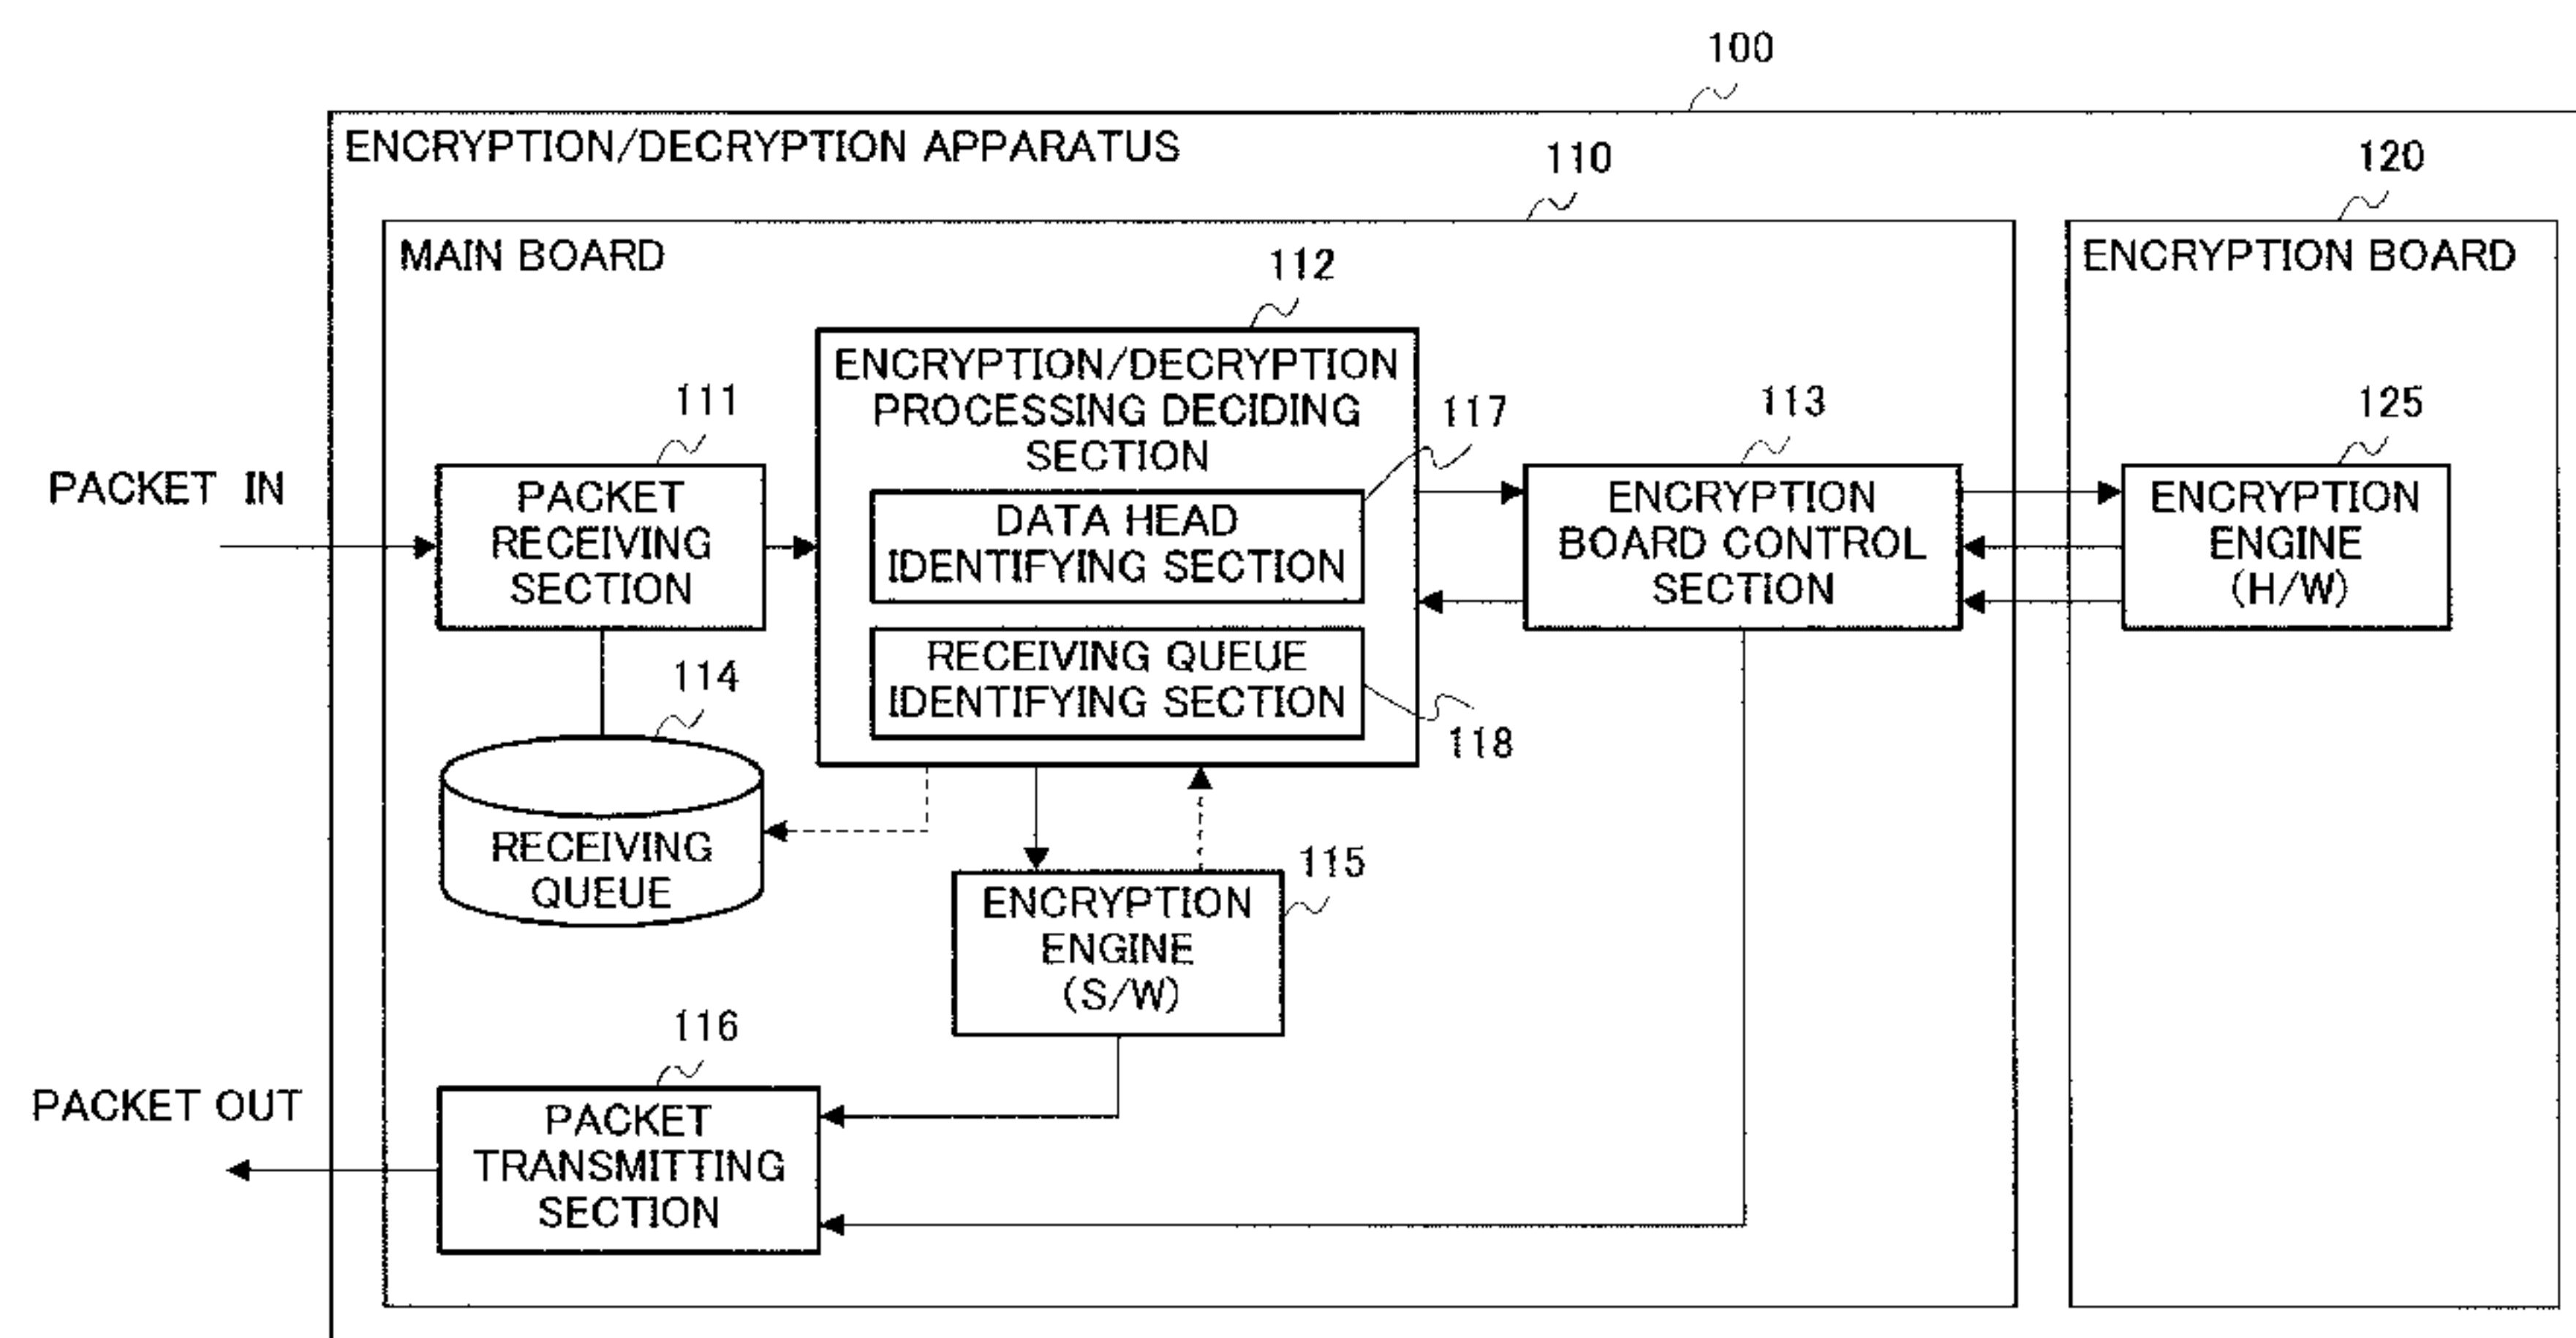 100
ENCRYPTION/DECRYPTION APPARATUS
110
120
MAIN BOARD
ENCRYPTION BOARD
112
ENCRYPTION/DECRYPTION
PROCESSING DECIDING
SECTION
111
117
113
125
PACKET IN
PACKET
RECEIVING
SECTION
DATA HEAD
IDENTIFYING SECTION
ENCRYPTION
BOARD CONTROL
SECTION
ENCRYPTION
ENGINE
(H/W)
RECEIVING QUEUE
IDENTIFYING SECTION
118
114
RECEIVING
QUEUE
115
ENCRYPTION
ENGINE
(S/W)
116
PACKET OUT
PACKET
TRANSMITTING
SECTION